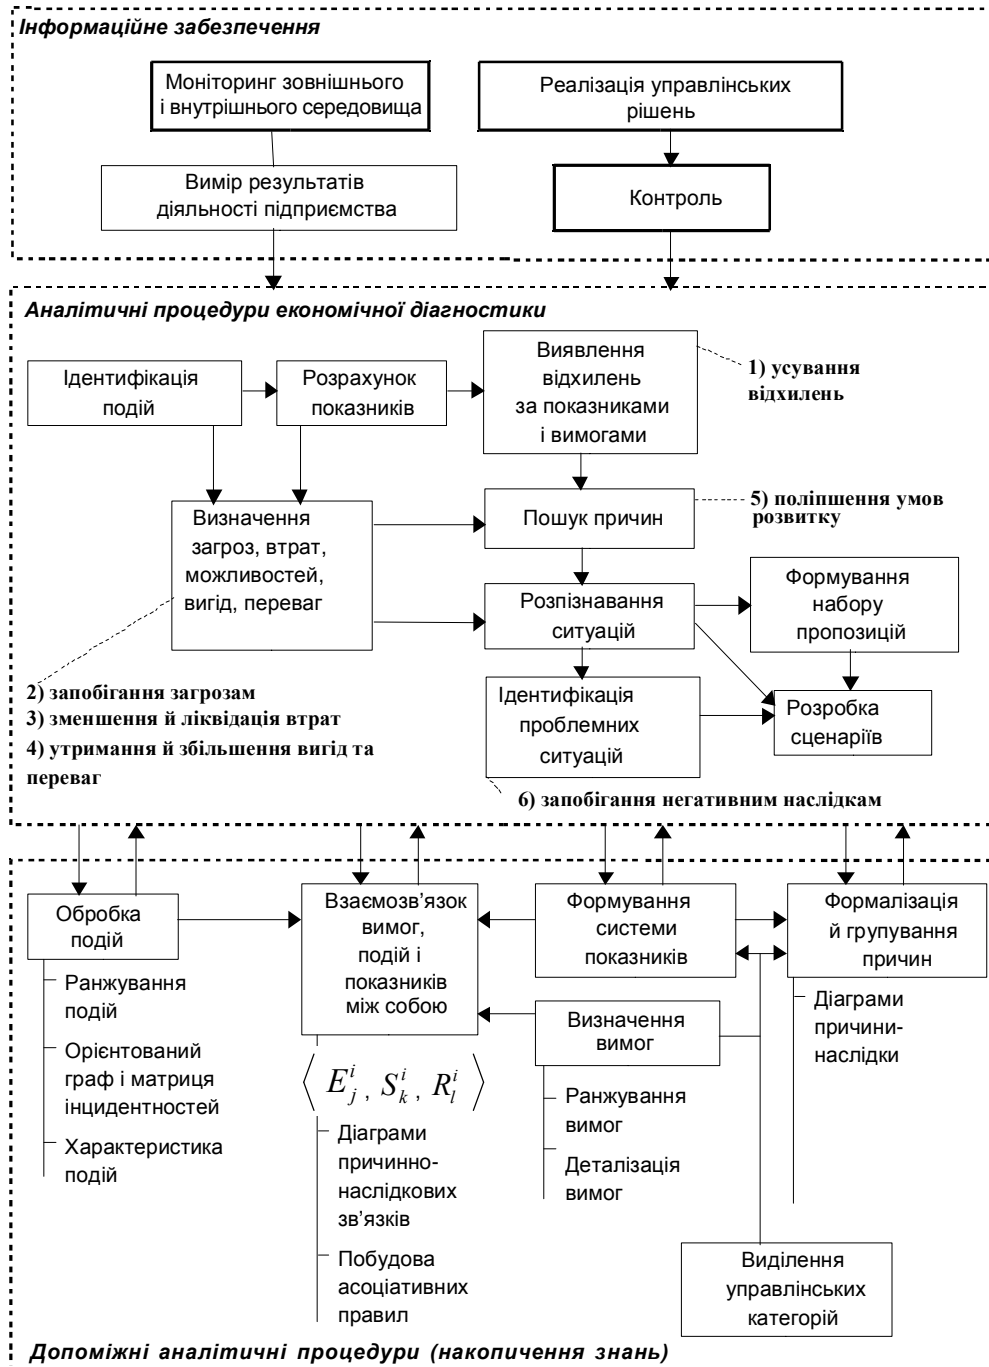 Інформаційне забезпечення
Моніторинг зовнішнього
і внутрішнього середовища
Реалізація управлінських
рішень
Вимір результатів
діяльності підприємства
Контроль
Аналітичні процедури економічної діагностики
Ідентифікація
подій
Розрахунок
показників
Виявлення
відхилень
за показниками
і вимогами
1) усування
відхилень
Визначення
загроз, втрат,
можливостей,
вигід, переваг
Пошук причин
5) поліпшення умов
розвитку
Розпізнавання
ситуацій
Формування
набору
пропозицій
2) запобігання загрозам
3) зменшення й ліквідація втрат
4) утримання й збільшення вигід та
переваг
Ідентифікація
проблемних
ситуацій
Розробка
сценаріїв
6) запобігання негативним наслідкам
Обробка
подій
Ранжування
подій
Орієнтований
граф і матриця
інцидентностей
Характеристика
подій
Взаємозв’язок
вимог,
подій і
показників
між собою
⟨ E_j^i , S_k^i , R_l^i ⟩
Діаграми
причинно-
наслідкових
зв’язків
Побудова
асоціативних
правил
Формування
системи
показників
Визначення
вимог
Ранжування
вимог
Деталізація
вимог
Формалізація
й групування
причин
Діаграми
причини-
наслідки
Виділення
управлінських
категорій
Допоміжні аналітичні процедури (накопичення знань)